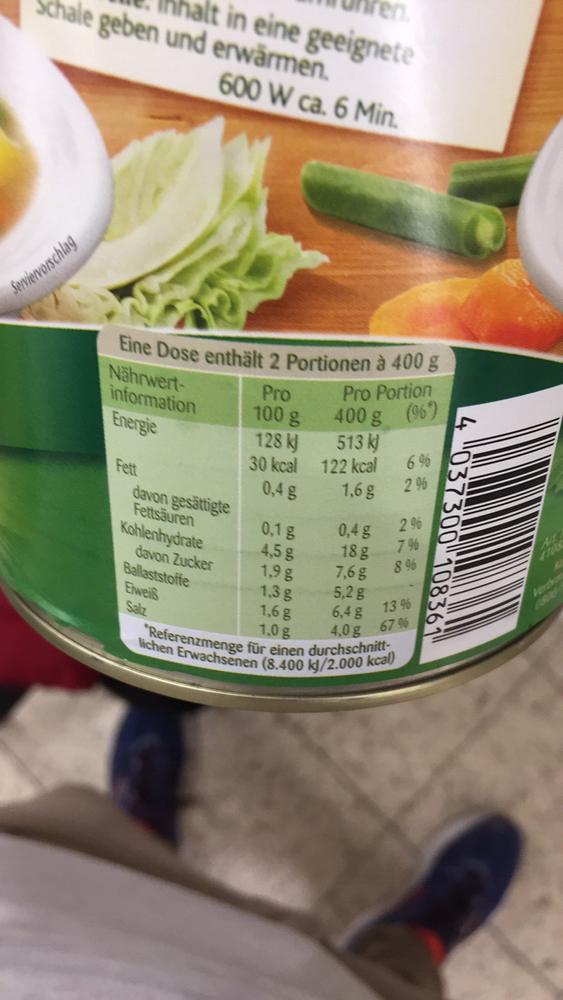 Inhalt in eine geeignete
Schale geben und erwärmen.
600 W ca. 6 Min.
Serviervorschlag
Eine Dose enthält 2 Portionen à 400 g
Nährwert-
information Pro
100 g Pro Portion
400 g (%*)
Energie 128 kJ 513 kJ
30 kcal 122 kcal 6 %
Fett 0,4 g 1,6 g 2 %
davon gesättigte
Fettsäuren 0,1 g 0,4 g 2 %
Kohlenhydrate 4,5 g 18 g 7 %
davon Zucker 1,9 g 7,6 g 8 %
Ballaststoffe 1,3 g 5,2 g
Eiweiß 1,6 g 6,4 g 13 %
Salz 1,0 g 4,0 g 67 %
*Referenzmenge für einen durchschnitt-
lichen Erwachsenen (8.400 kJ/2.000 kcal)
4 037300 108361